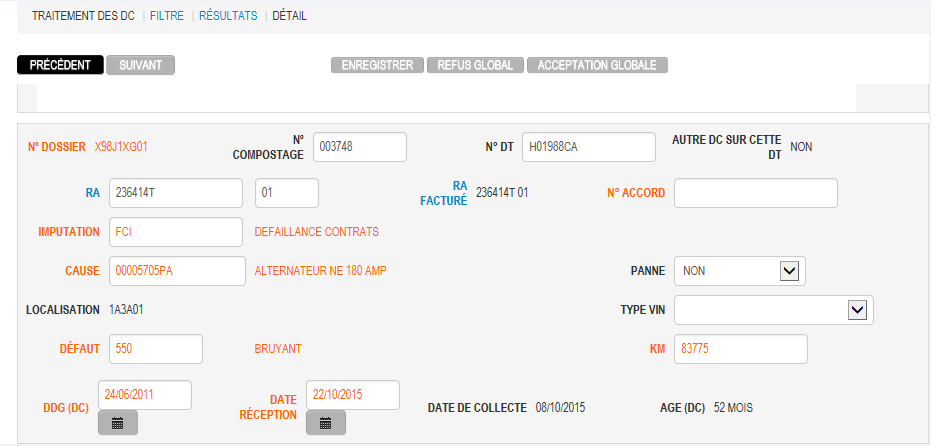 TRAITEMENT DES DC | FILTRE | RÉSULTATS | DÉTAIL
PRÉCÉDENT SUIVANT ENREGISTRER REFUS GLOBAL ACCEPTATION GLOBALE
N° DOSSIER X98J1XG01 N° COMPOSTAGE 003748 N° DT H01988CA AUTRE DC SUR CETTE DT NON
RA 236414T 01 RA FACTURÉ 236414T 01 N° ACCORD
IMPUTATION FCI DEFAILLANCE CONTRATS
CAUSE 00005705PA ALTERNATEUR NE 180 AMP PANNE NON
LOCALISATION 1A3A01 TYPE VIN
DÉFAUT 550 BRUYANT KM 83775
DDG (DC) 24/06/2011 DATE RÉCEPTION 22/10/2015 DATE DE COLLECTE 08/10/2015 AGE (DC) 52 MOIS